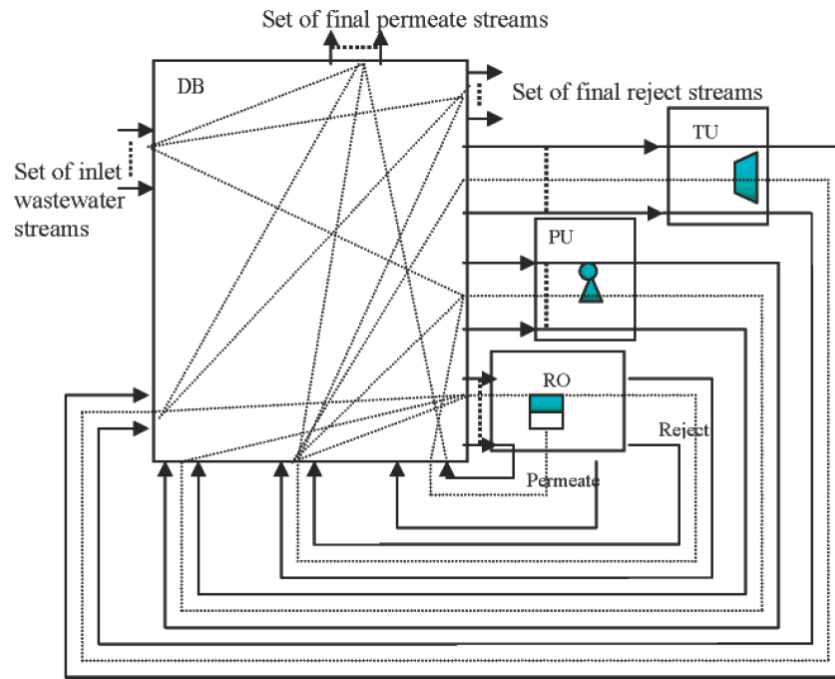 Set of final permeate streams
DB
Set of final reject streams
TU
Set of inlet
wastewater
streams
PU
RO
Reject
Permeate